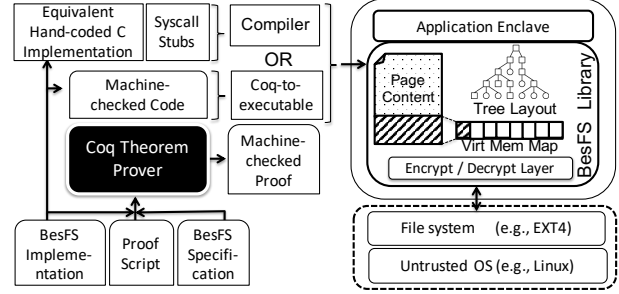 Equivalent
Hand-coded C
Implementation
Syscall
Stubs
Compiler
OR
Machine-
checked Code
Coq-to-
executable
Coq Theorem
Prover
Machine-
checked
Proof
BesFS
Impleme-
ntation
Proof
Script
BesFS
Specifi-
cation
Application Enclave
Page
Content
Tree Layout
Virt Mem Map
Encrypt / Decrypt Layer
BesFS Library
File system (e.g., EXT4)
Untrusted OS (e.g., Linux)